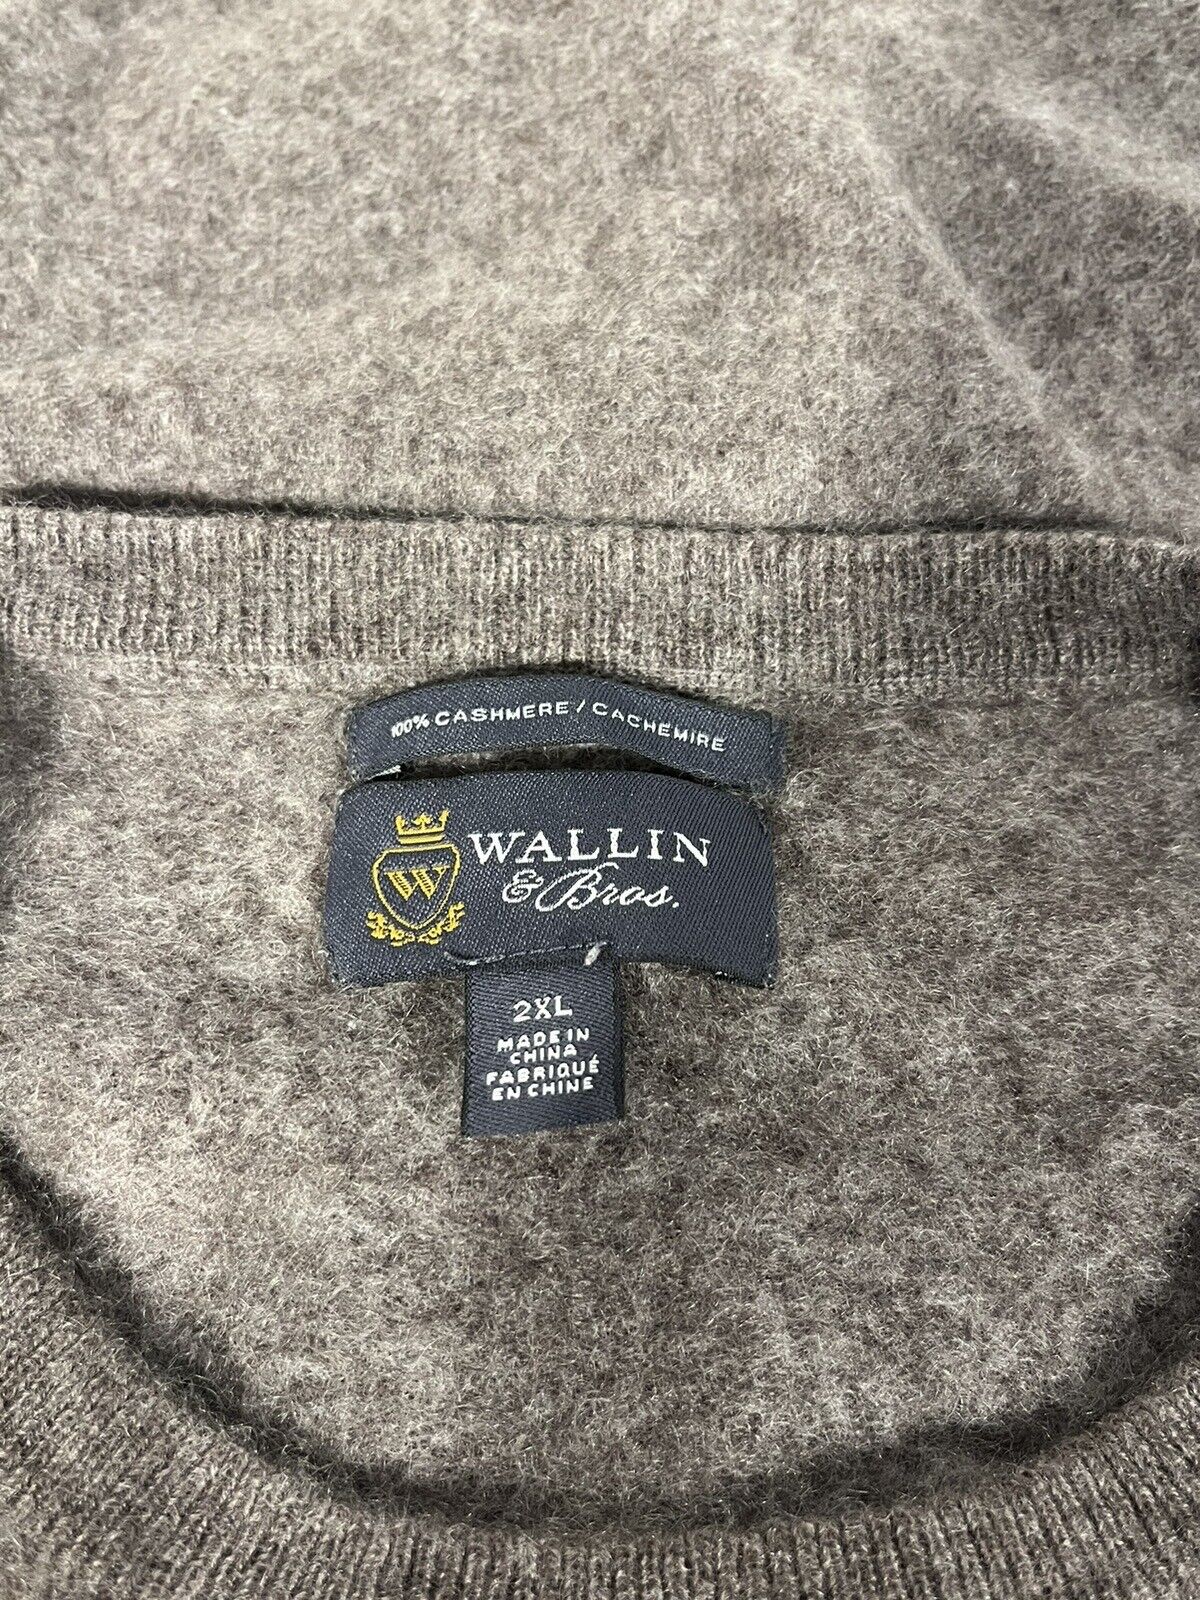 100% CASHMERE / CACHEMIRE
W
WALLIN
& Bros.
2XL
MADE IN
CHINA
FABRIQUÉ
EN CHINE